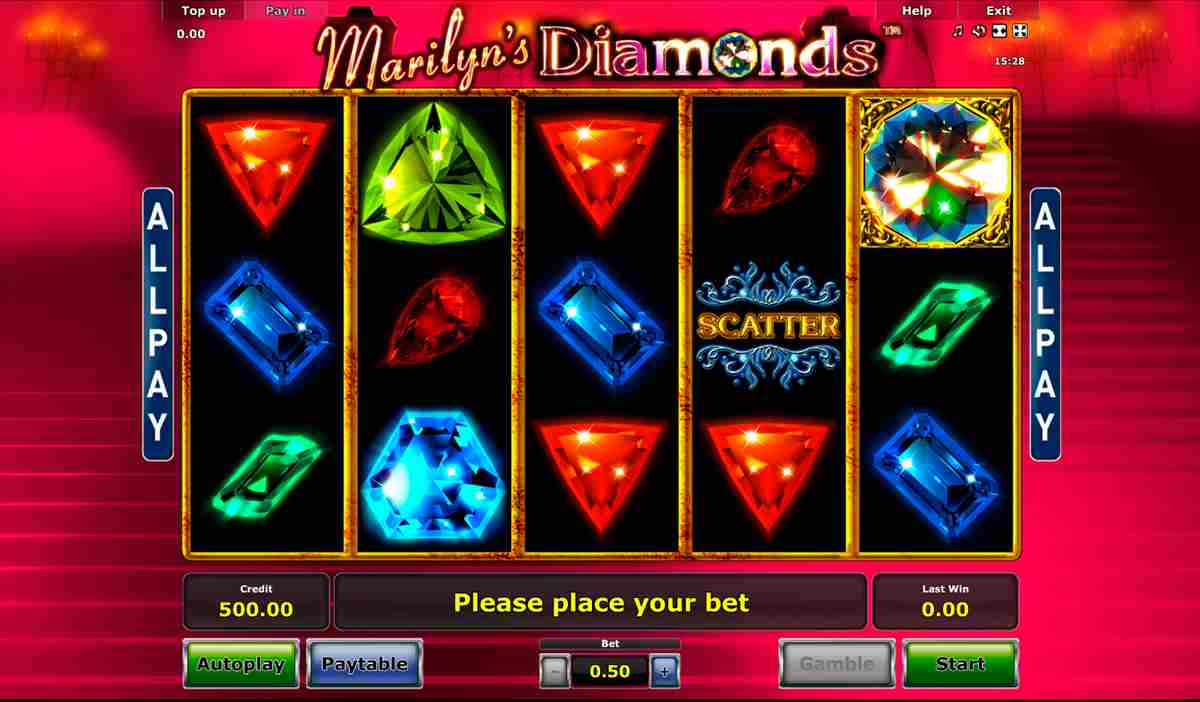 Top up
Pay in
Help
Exit
0.00
15:28
Marilyn's Diamonds™
ALLPAY
ALLPAY
SCATTER
Credit
500.00
Please place your bet
Last Win
0.00
Autoplay
Paytable
Bet
-
0.50
+
Gamble
Start